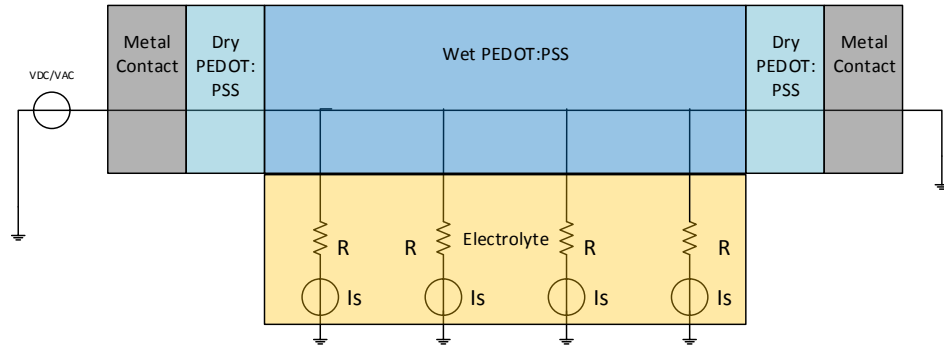 Metal
Contact
Dry
PEDOT:
PSS
Wet PEDOT:PSS
Dry
PEDOT:
PSS
Metal
Contact
VDC/VAC
Electrolyte
R
R
R
R
Is
Is
Is
Is